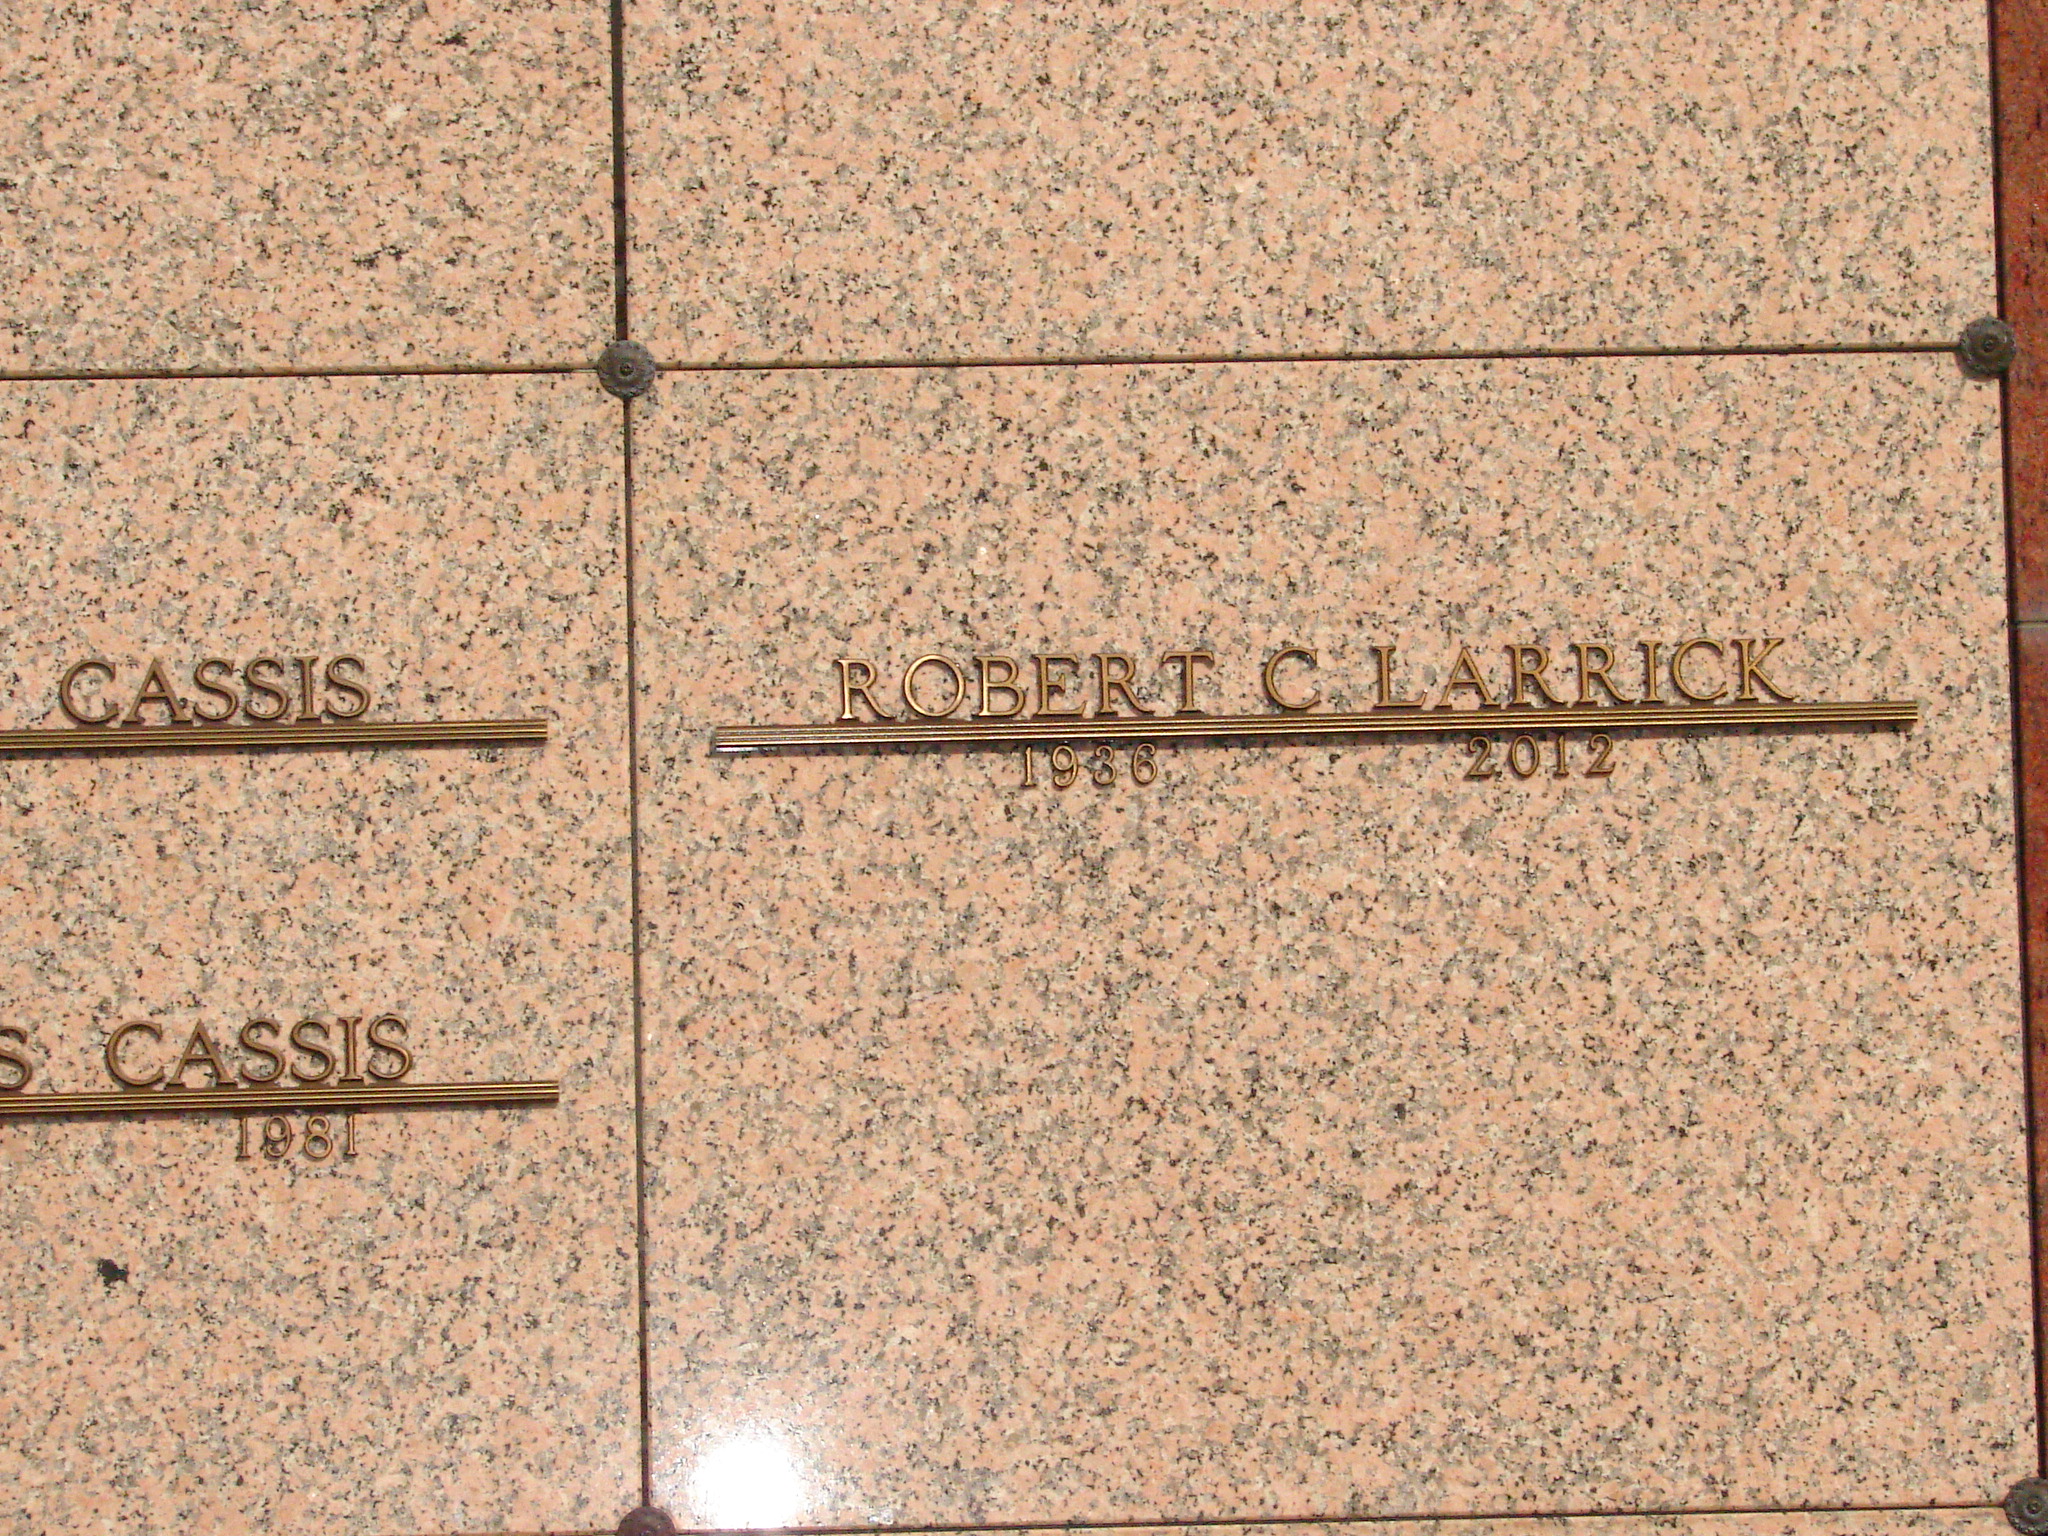 CASSIS
S CASSIS
1981
ROBERT C LARRICK
1936 2012